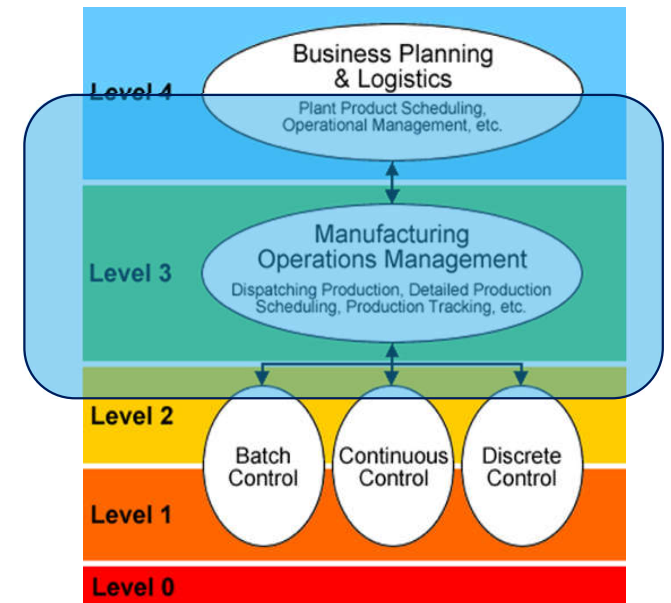 Business Planning
& Logistics
Level 4
Plant Product Scheduling,
Operational Management, etc.
Manufacturing
Operations Management
Level 3
Dispatching Production, Detailed Production
Scheduling, Production Tracking, etc.
Level 2
Batch
Control
Continuous
Control
Discrete
Control
Level 1
Level 0